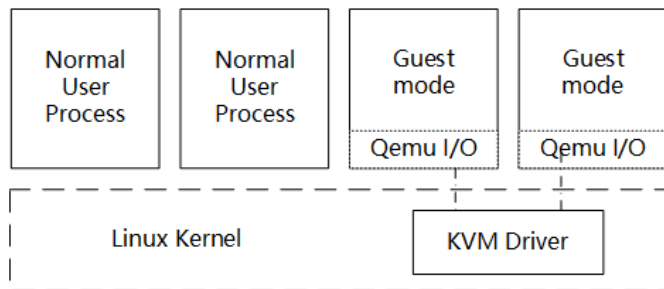 Normal
User
Process
Normal
User
Process
Guest
mode
Qemu I/O
Guest
mode
Qemu I/O
Linux Kernel
KVM Driver